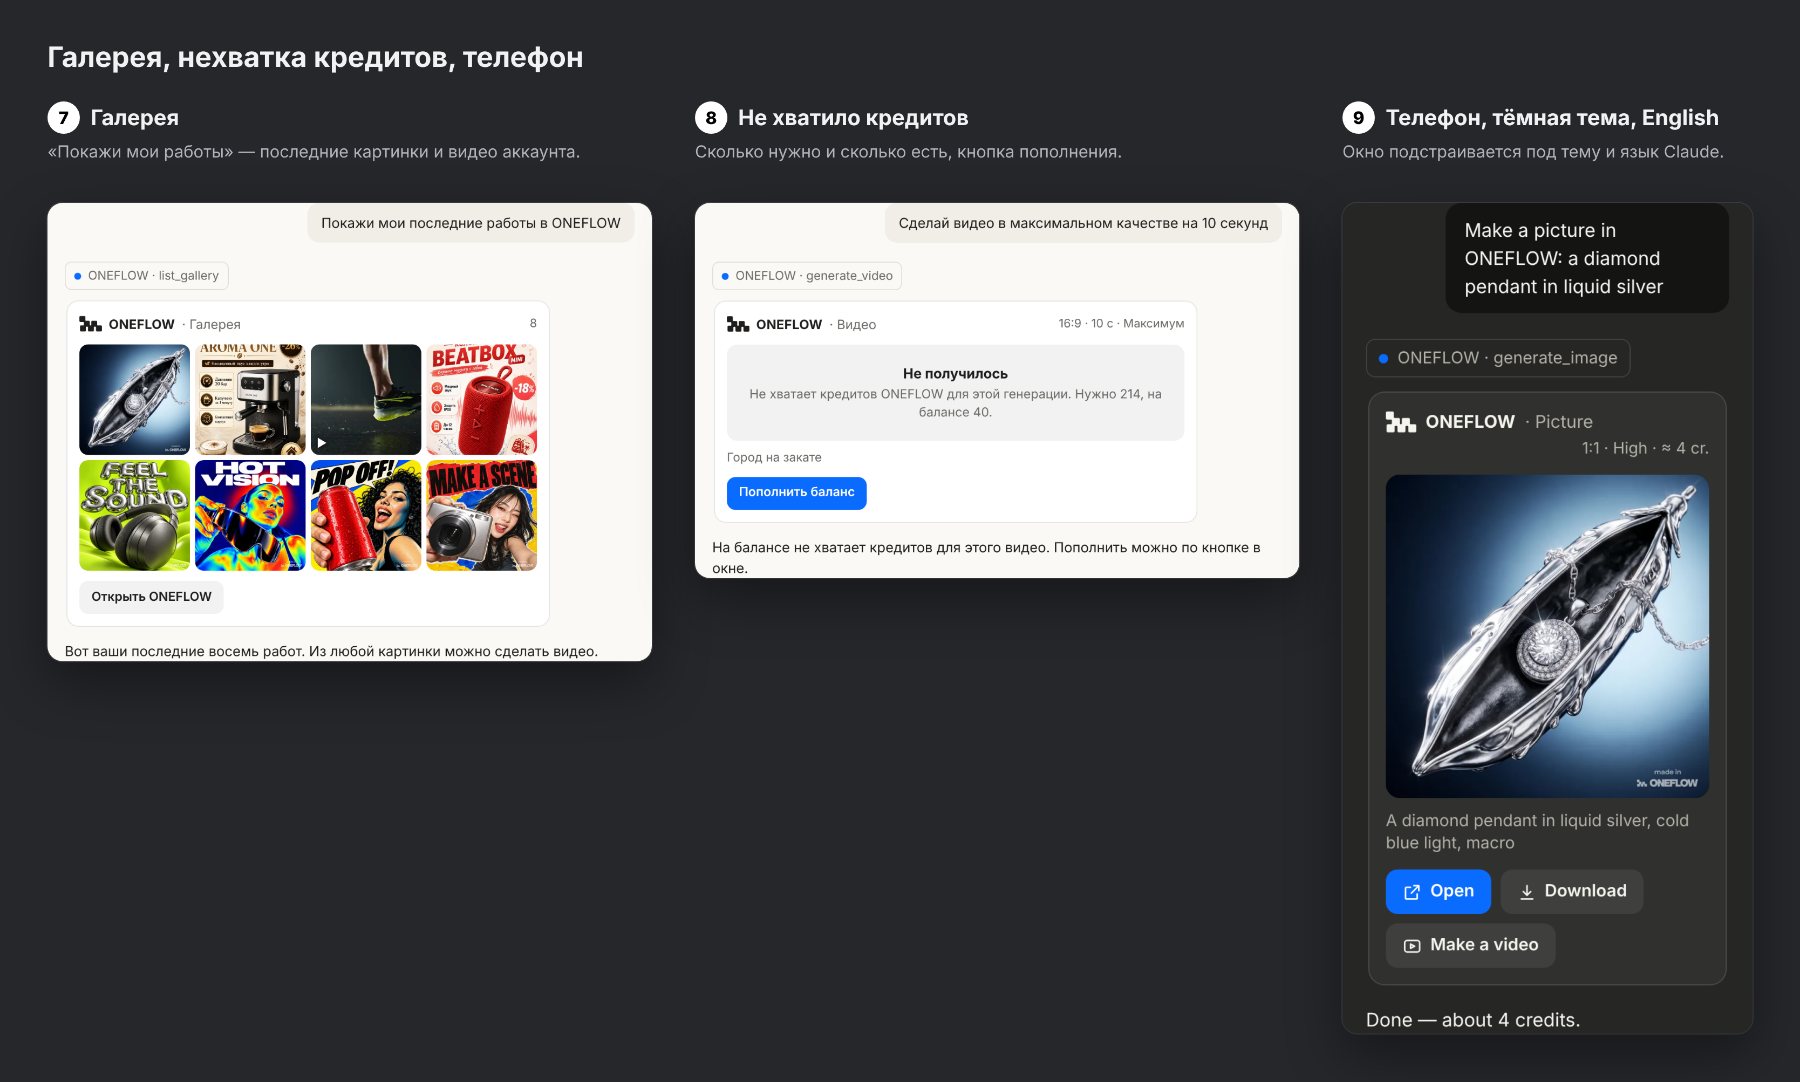 Галерея, нехватка кредитов, телефон
7 Галерея
«Покажи мои работы» — последние картинки и видео аккаунта.
Покажи мои последние работы в ONEFLOW
ONEFLOW · list_gallery
ONEFLOW · Галерея
8
AROMA ONE
BEATBOX
MINI
-18%
FEEL
THE
SOUND
HOT
VISION
POP OFF!
MAKE A SCENE
Открыть ONEFLOW
Вот ваши последние восемь работ. Из любой картинки можно сделать видео.
8 Не хватило кредитов
Сколько нужно и сколько есть, кнопка пополнения.
Сделай видео в максимальном качестве на 10 секунд
ONEFLOW · generate_video
ONEFLOW · Видео
16:9 · 10 с · Максимум
Не получилось
Не хватает кредитов ONEFLOW для этой генерации. Нужно 214, на
балансе 40.
Город на закате
Пополнить баланс
На балансе не хватает кредитов для этого видео. Пополнить можно по кнопке в
окне.
9 Телефон, тёмная тема, English
Окно подстраивается под тему и язык Claude.
Make a picture in
ONEFLOW: a diamond
pendant in liquid silver
ONEFLOW · generate_image
ONEFLOW · Picture
1:1 · High · ≈ 4 cr.
made in
ONEFLOW
A diamond pendant in liquid silver, cold
blue light, macro
Open
Download
Make a video
Done — about 4 credits.